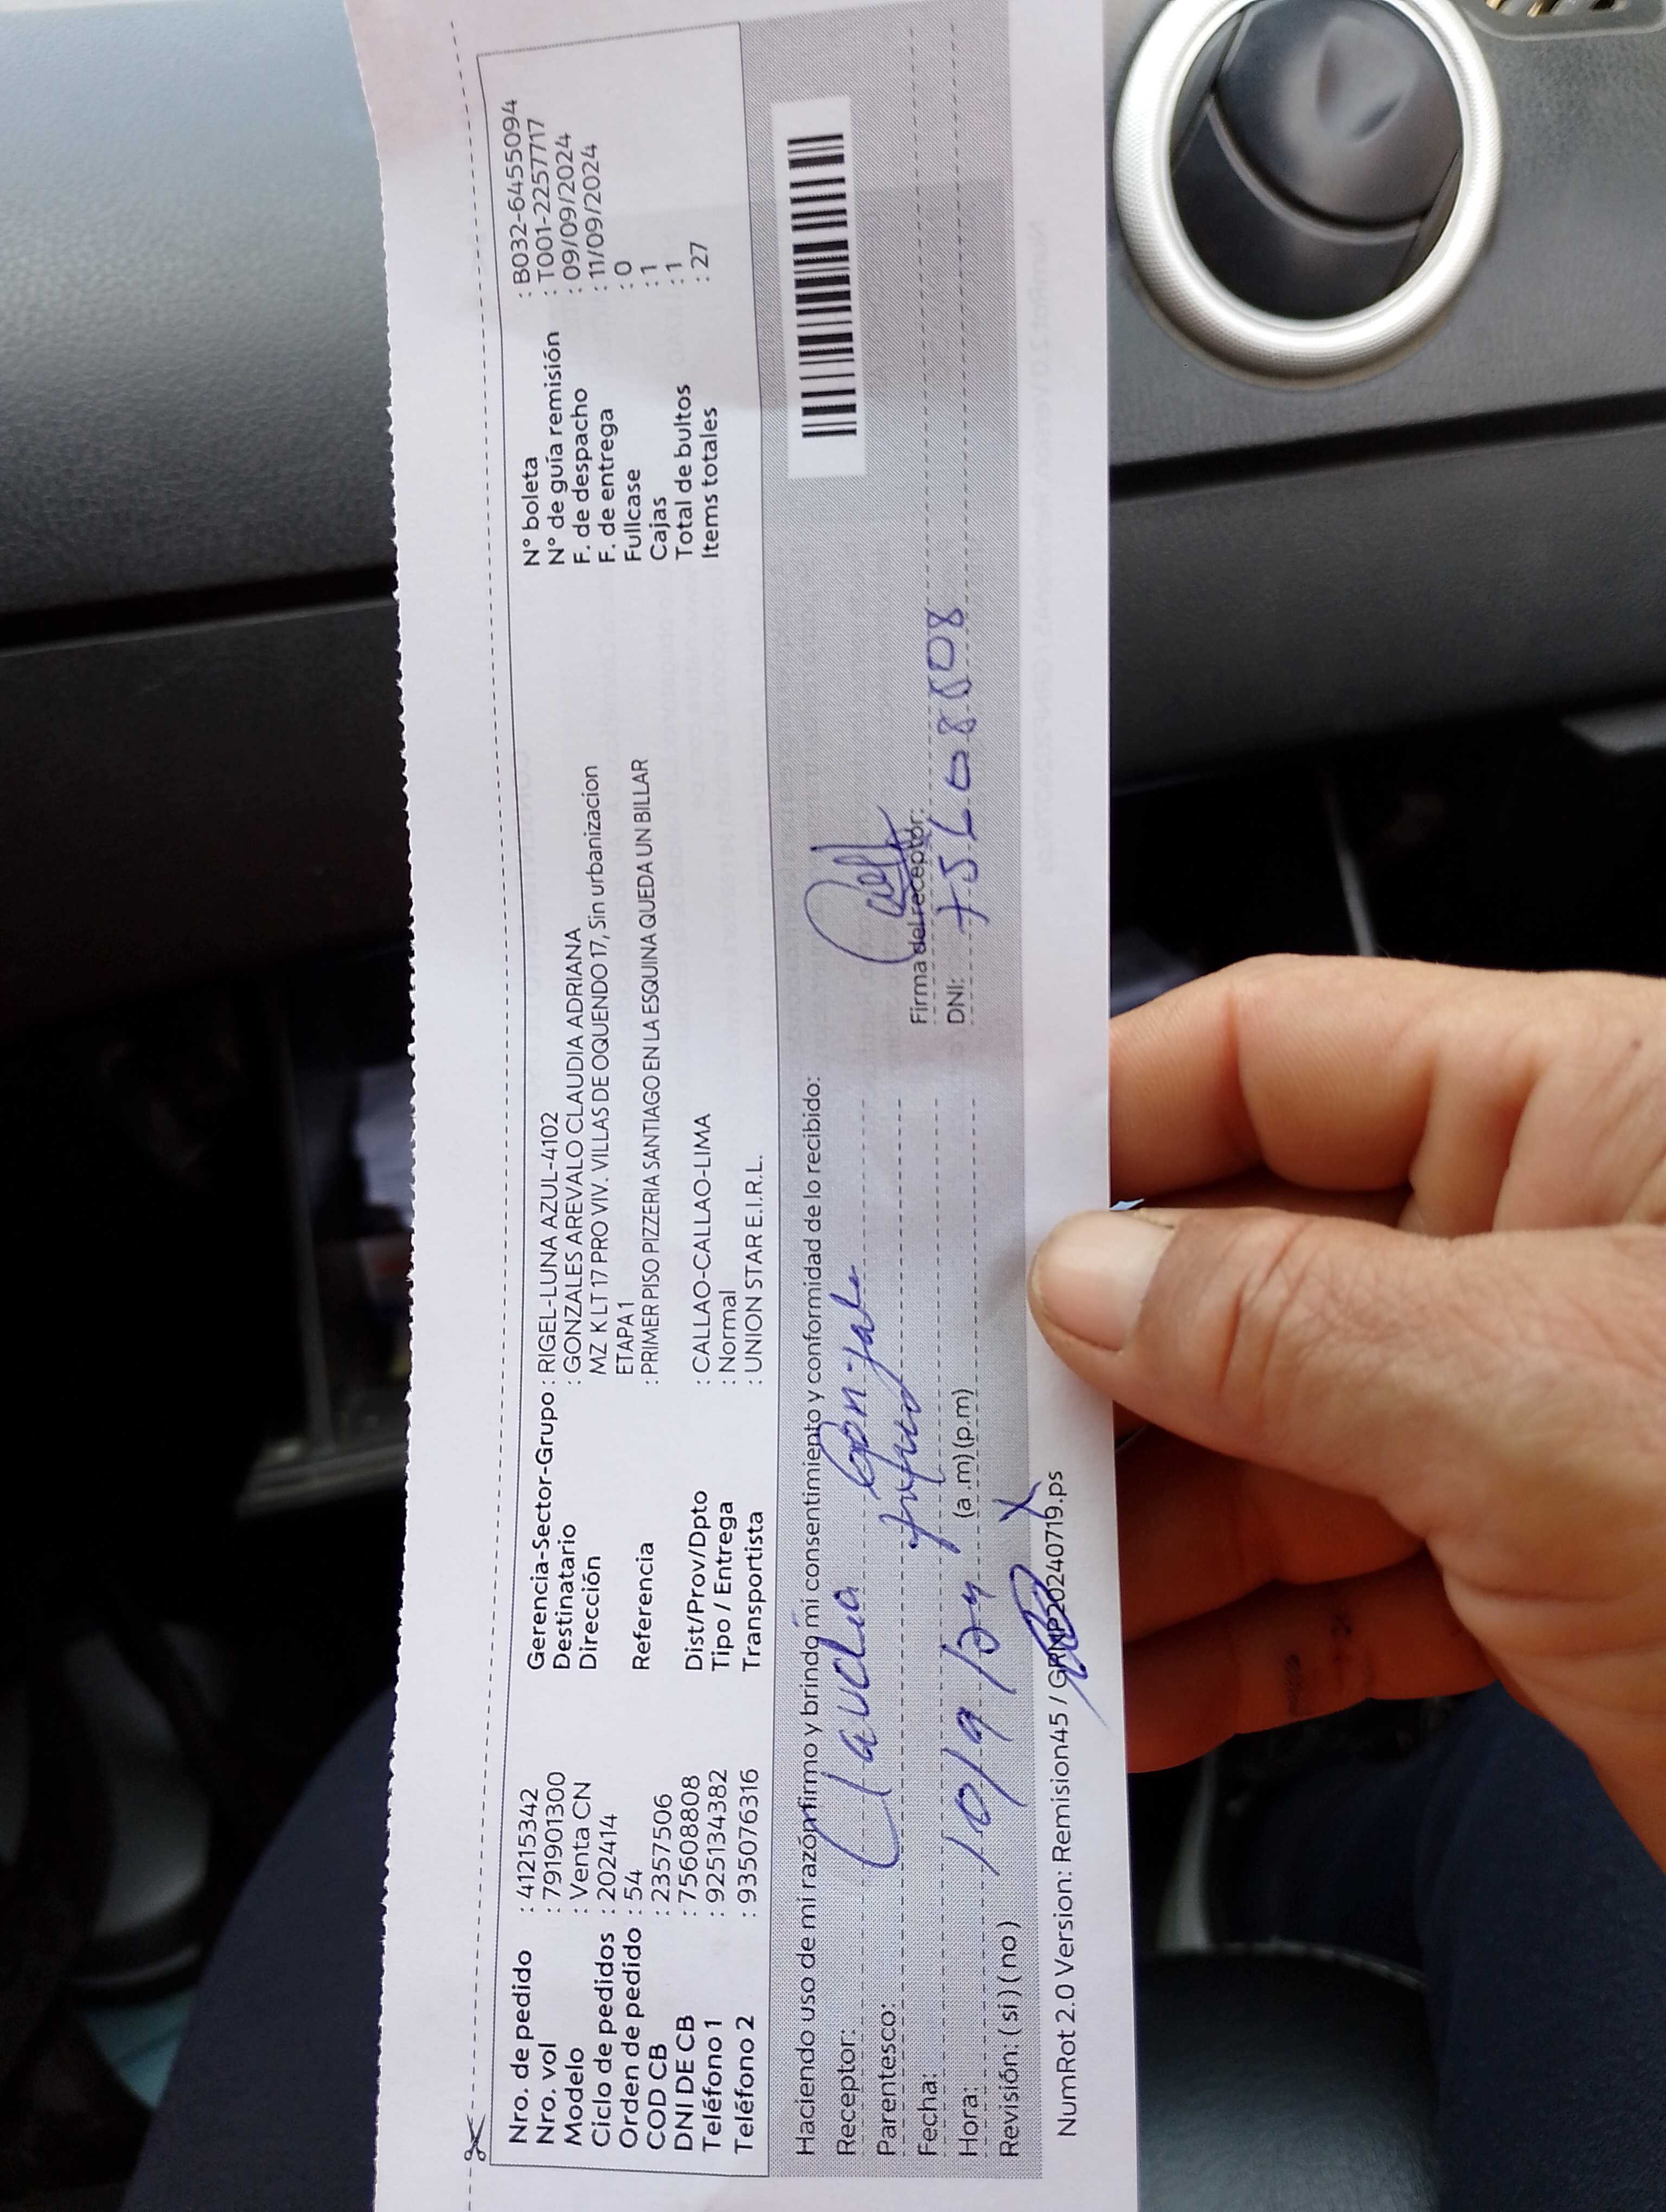 Nro. de pedido : 41215342
Nro. vol : 791901300
Modelo : Venta CN
Ciclo de pedidos : 202414
Orden de pedido : 54
COD CB : 2357506
DNI DE CB : 75608808
Teléfono 1 : 925134382
Teléfono 2 : 935076316
Gerencia-Sector-Grupo : RIGEL-LUNA AZUL-4102
Destinatario : GONZALES AREVALO CLAUDIA ADRIANA
Dirección MZ K LT 17 PRO VIV. VILLAS DE OQUENDO 17, Sin urbanizacion
ETAPA 1
Referencia : PRIMER PISO PIZZERIA SANTIAGO EN LA ESQUINA QUEDA UN BILLAR
Dist/Prov/Dpto : CALLAO-CALLAO-LIMA
Tipo / Entrega : Normal
Transportista : UNION STAR E.I.R.L.
N° boleta : B032-6455094
N° de guía remisión : T001-2257717
F. de despacho : 09/09/2024
F. de entrega : 11/09/2024
Fullcase : 0
Cajas : 1
Total de bultos : 1
Items totales : 27
Haciendo uso de mi razón firmo y brindo mi consentimiento y conformidad de lo recibido:
Receptor: Claudia Gonzales
Parentesco:
Fecha: 10/9/24
Hora: (a.m)(p.m)
Revisión: ( si ) ( no )
Firma del receptor:
DNI: 75608808
NumRot 2.0 Version: Remision45 / GRMP20240719.ps